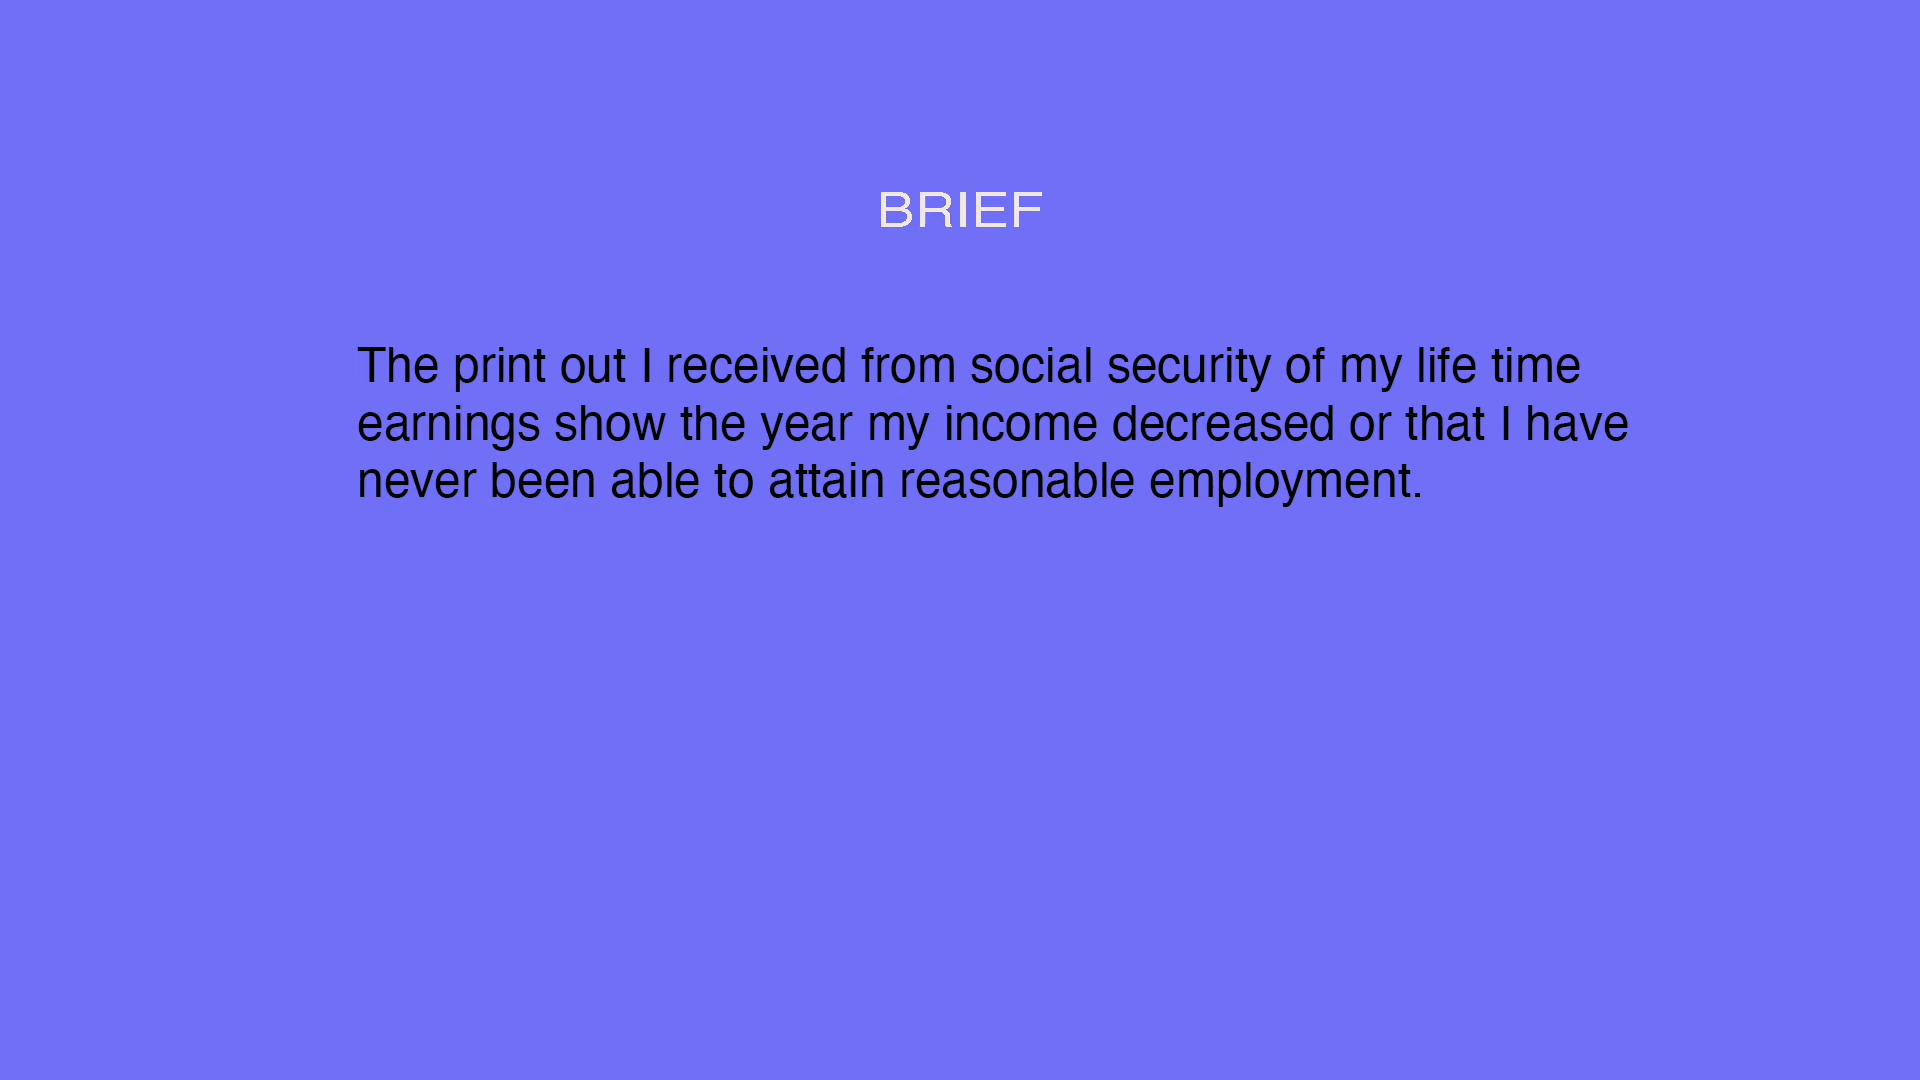 BRIEF
The print out I received from social security of my life time
earnings show the year my income decreased or that I have
never been able to attain reasonable employment.